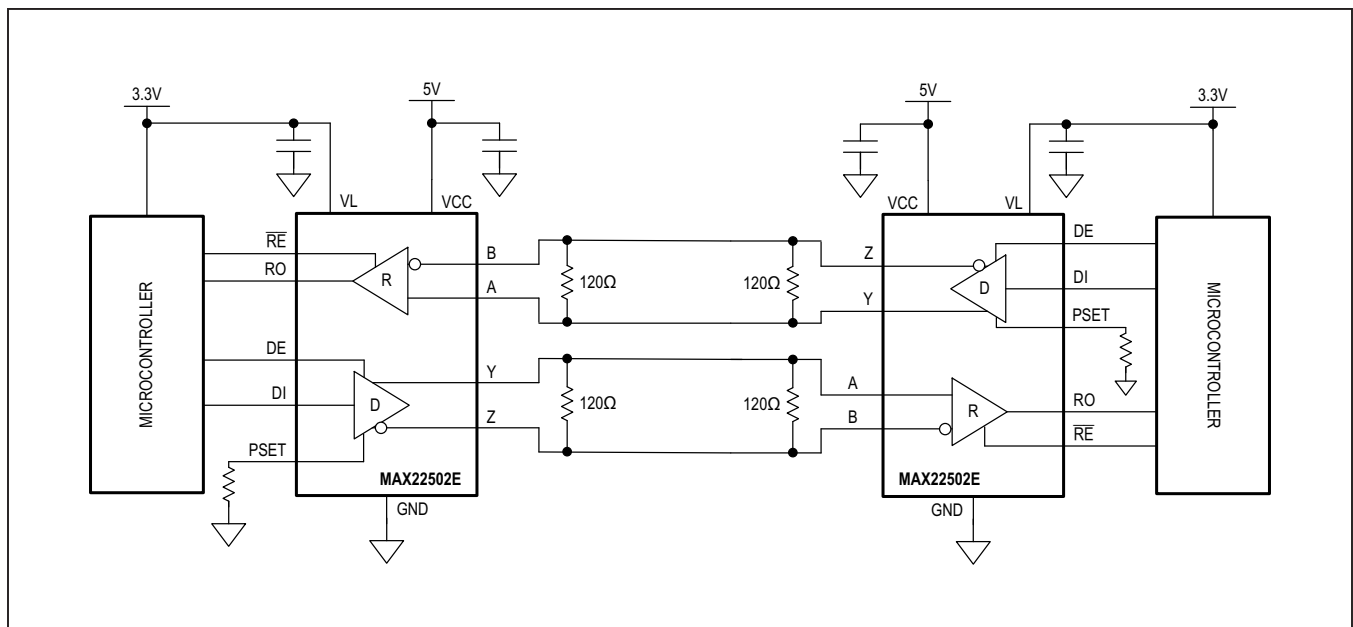 3.3V
5V
5V
3.3V
VL
VCC
VCC
VL
MICROCONTROLLER
RE
RO
R
B
A
120Ω
120Ω
Z
Y
D
DE
DI
PSET
MICROCONTROLLER
DE
DI
D
PSET
Y
Z
120Ω
120Ω
A
B
R
RO
RE
MAX22502E
MAX22502E
GND
GND